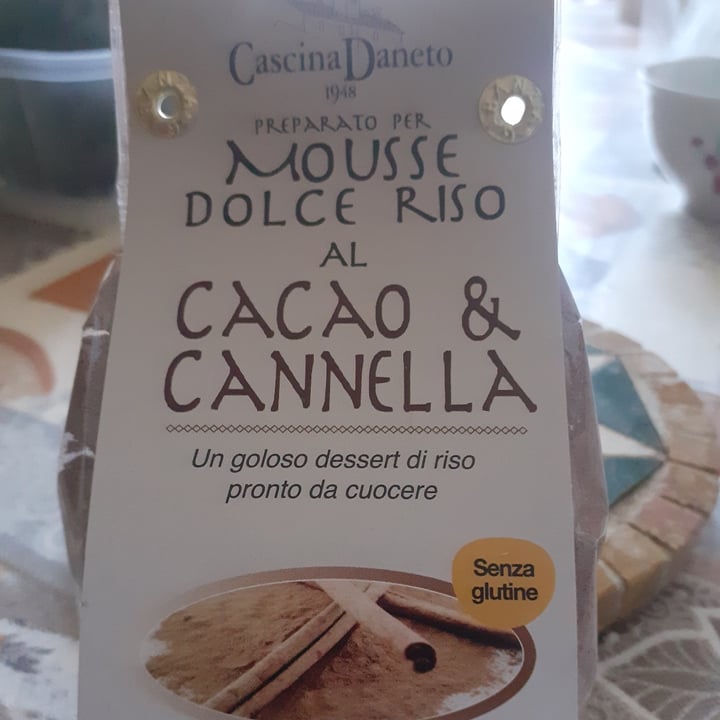 Cascina Daneto
1948
PREPARATO PER
MOUSSE
DOLCE RISO
AL
CACAO &
CANNELLA
Un goloso dessert di riso
pronto da cuocere
Senza
glutine